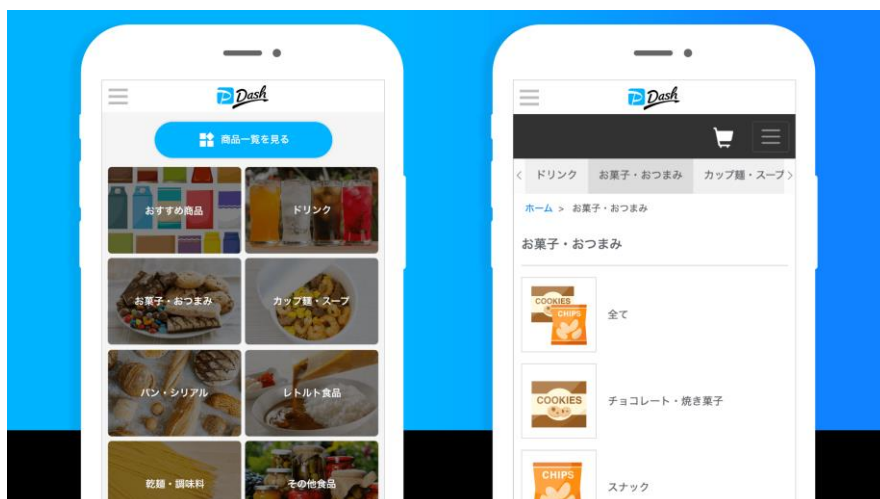 Dash
商品一覧を見る
おすすめ商品
ドリンク
お菓子・おつまみ
カップ麺・スープ
パン・シリアル
レトルト食品
乾麺・調味料
その他食品
Dash
ドリンク お菓子・おつまみ カップ麺・スープ
ホーム > お菓子・おつまみ
お菓子・おつまみ
COOKIES
CHIPS
全て
COOKIES
チョコレート・焼き菓子
CHIPS
スナック